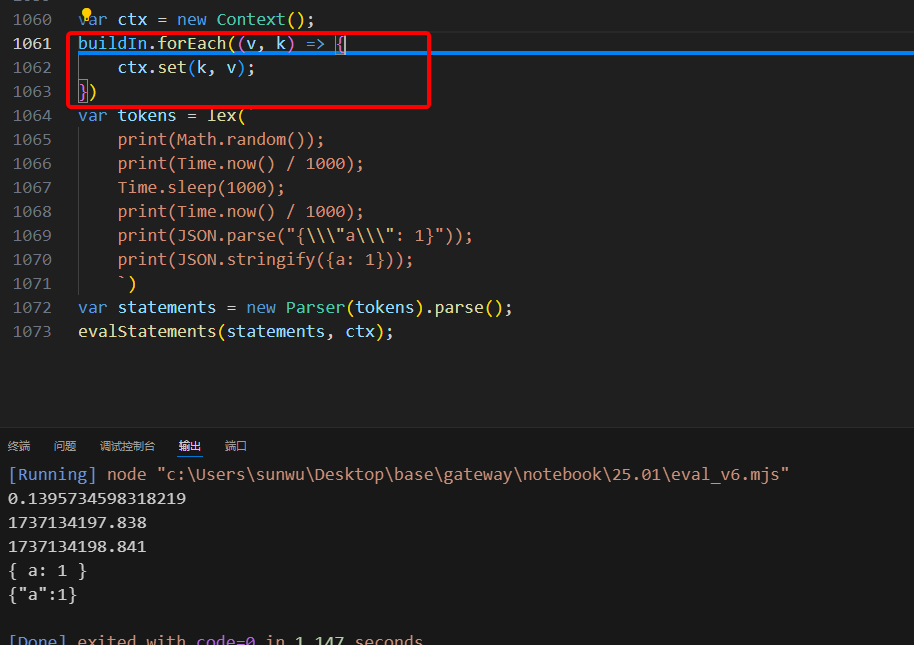 1060 var ctx = new Context();
1061 buildIn.forEach((v, k) => {
1062 ctx.set(k, v);
1063 })
1064 var tokens = lex(
1065 print(Math.random());
1066 print(Time.now() / 1000);
1067 Time.sleep(1000);
1068 print(Time.now() / 1000);
1069 print(JSON.parse("{\\\"a\\\": 1}"));
1070 print(JSON.stringify({a: 1}));
1071 `)
1072 var statements = new Parser(tokens).parse();
1073 evalStatements(statements, ctx);
终端 问题 调试控制台 输出 端口
[Running] node "c:\Users\sunwu\Desktop\base\gateway\notebook\25.01\eval_v6.mjs"
0.1395734598318219
1737134197.838
1737134198.841
{ a: 1 }
{"a":1}
[Done] exited with code=0 in 1.147 seconds